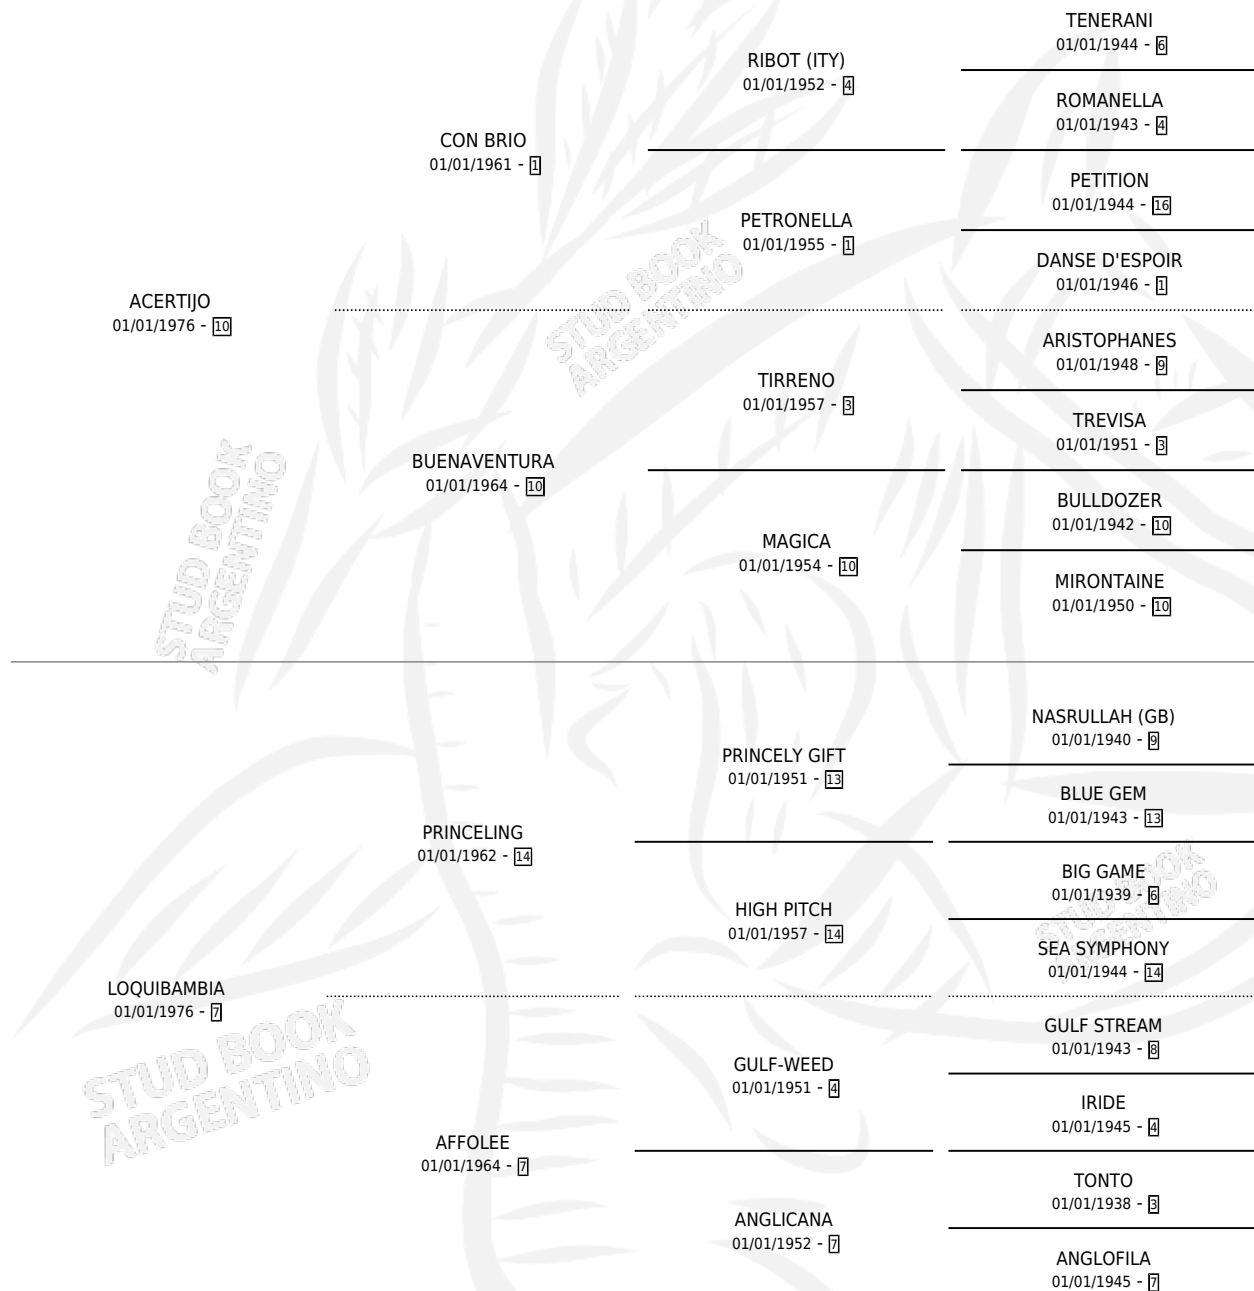 TENERANI
01/01/1944 - 6
RIBOT (ITY)
01/01/1952 - 4
ROMANELLA
01/01/1943 - 4
CON BRIO
01/01/1961 - 1
PETITION
01/01/1944 - 16
PETRONELLA
01/01/1955 - 1
DANSE D'ESPOIR
01/01/1946 - 1
ACERTIJO
01/01/1976 - 10
STUD BOOK
ARGENTINO
ARISTOPHANES
01/01/1948 - 9
TIRRENO
01/01/1957 - 3
TREVISA
01/01/1951 - 3
BUENAVENTURA
01/01/1964 - 10
BULLDOZER
01/01/1942 - 10
MAGICA
01/01/1954 - 10
MIRONTAINE
01/01/1950 - 10
STUD BOOK
ARGENTINO
NASRULLAH (GB)
01/01/1940 - 9
PRINCELY GIFT
01/01/1951 - 13
BLUE GEM
01/01/1943 - 13
PRINCELING
01/01/1962 - 14
BIG GAME
01/01/1939 - 6
HIGH PITCH
01/01/1957 - 14
SEA SYMPHONY
01/01/1944 - 14
STUD BOOK
ARGENTINO
LOQUIBAMBIA
01/01/1976 - 7
GULF STREAM
01/01/1943 - 8
GULF-WEED
01/01/1951 - 4
IRIDE
01/01/1945 - 4
STUD BOOK
ARGENTINO
AFFOLEE
01/01/1964 - 7
TONTO
01/01/1938 - 3
ANGLICANA
01/01/1952 - 7
ANGLOFILA
01/01/1945 - 7